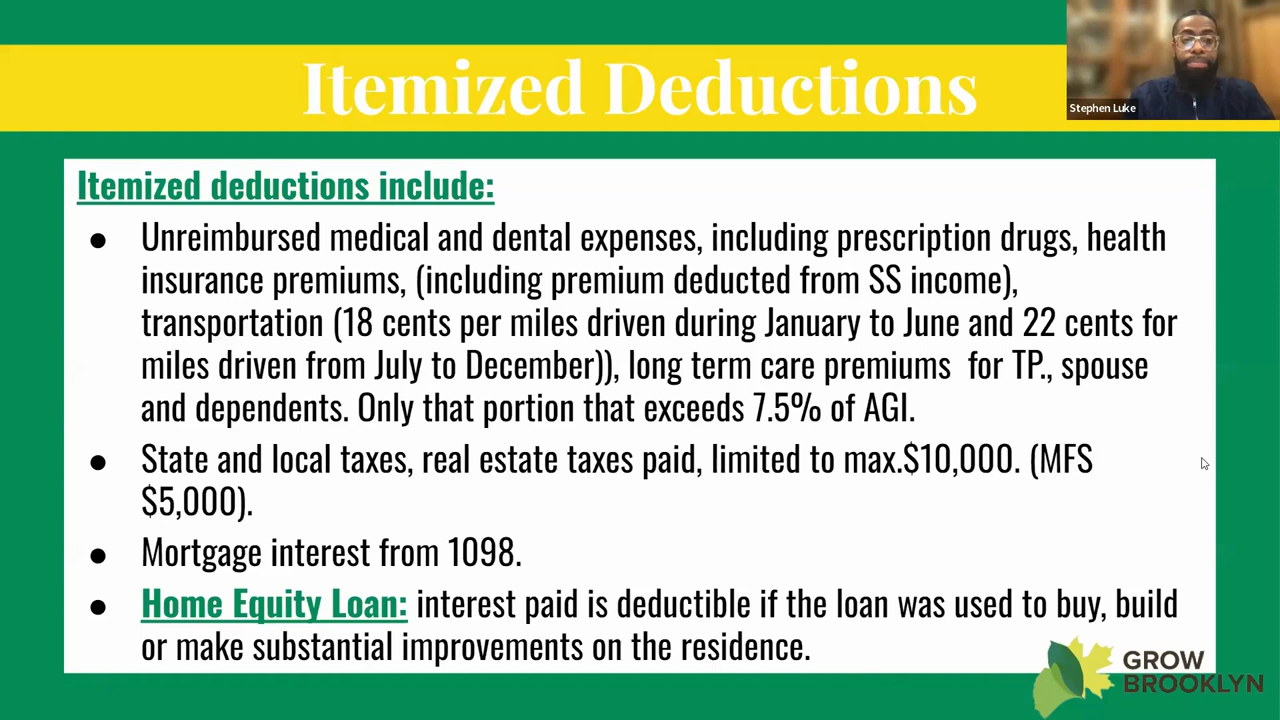 Itemized Deductions
Stephen Luke
Itemized deductions include:
● Unreimbursed medical and dental expenses, including prescription drugs, health
insurance premiums, (including premium deducted from SS income),
transportation (18 cents per miles driven during January to June and 22 cents for
miles driven from July to December)), long term care premiums for TP., spouse
and dependents. Only that portion that exceeds 7.5% of AGI.
● State and local taxes, real estate taxes paid, limited to max.$10,000. (MFS
$5,000).
● Mortgage interest from 1098.
● Home Equity Loan: interest paid is deductible if the loan was used to buy, build
or make substantial improvements on the residence.
GROW
BROOKLYN